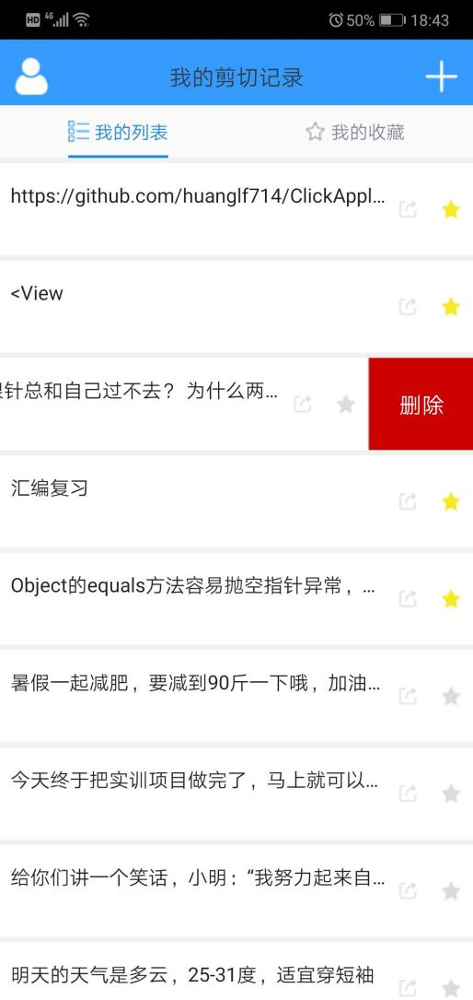 HD 4G 50% 18:43
我的剪切记录
我的列表 我的收藏
https://github.com/huanglf714/ClickAppl...
<View
针总和自己过不去？ 为什么两... 删除
汇编复习
Object的equals方法容易抛空指针异常，...
暑假一起减肥，要减到90斤一下哦，加油...
今天终于把实训项目做完了，马上就可以...
给你们讲一个笑话，小明：“我努力起来自...
明天的天气是多云，25-31度，适宜穿短袖